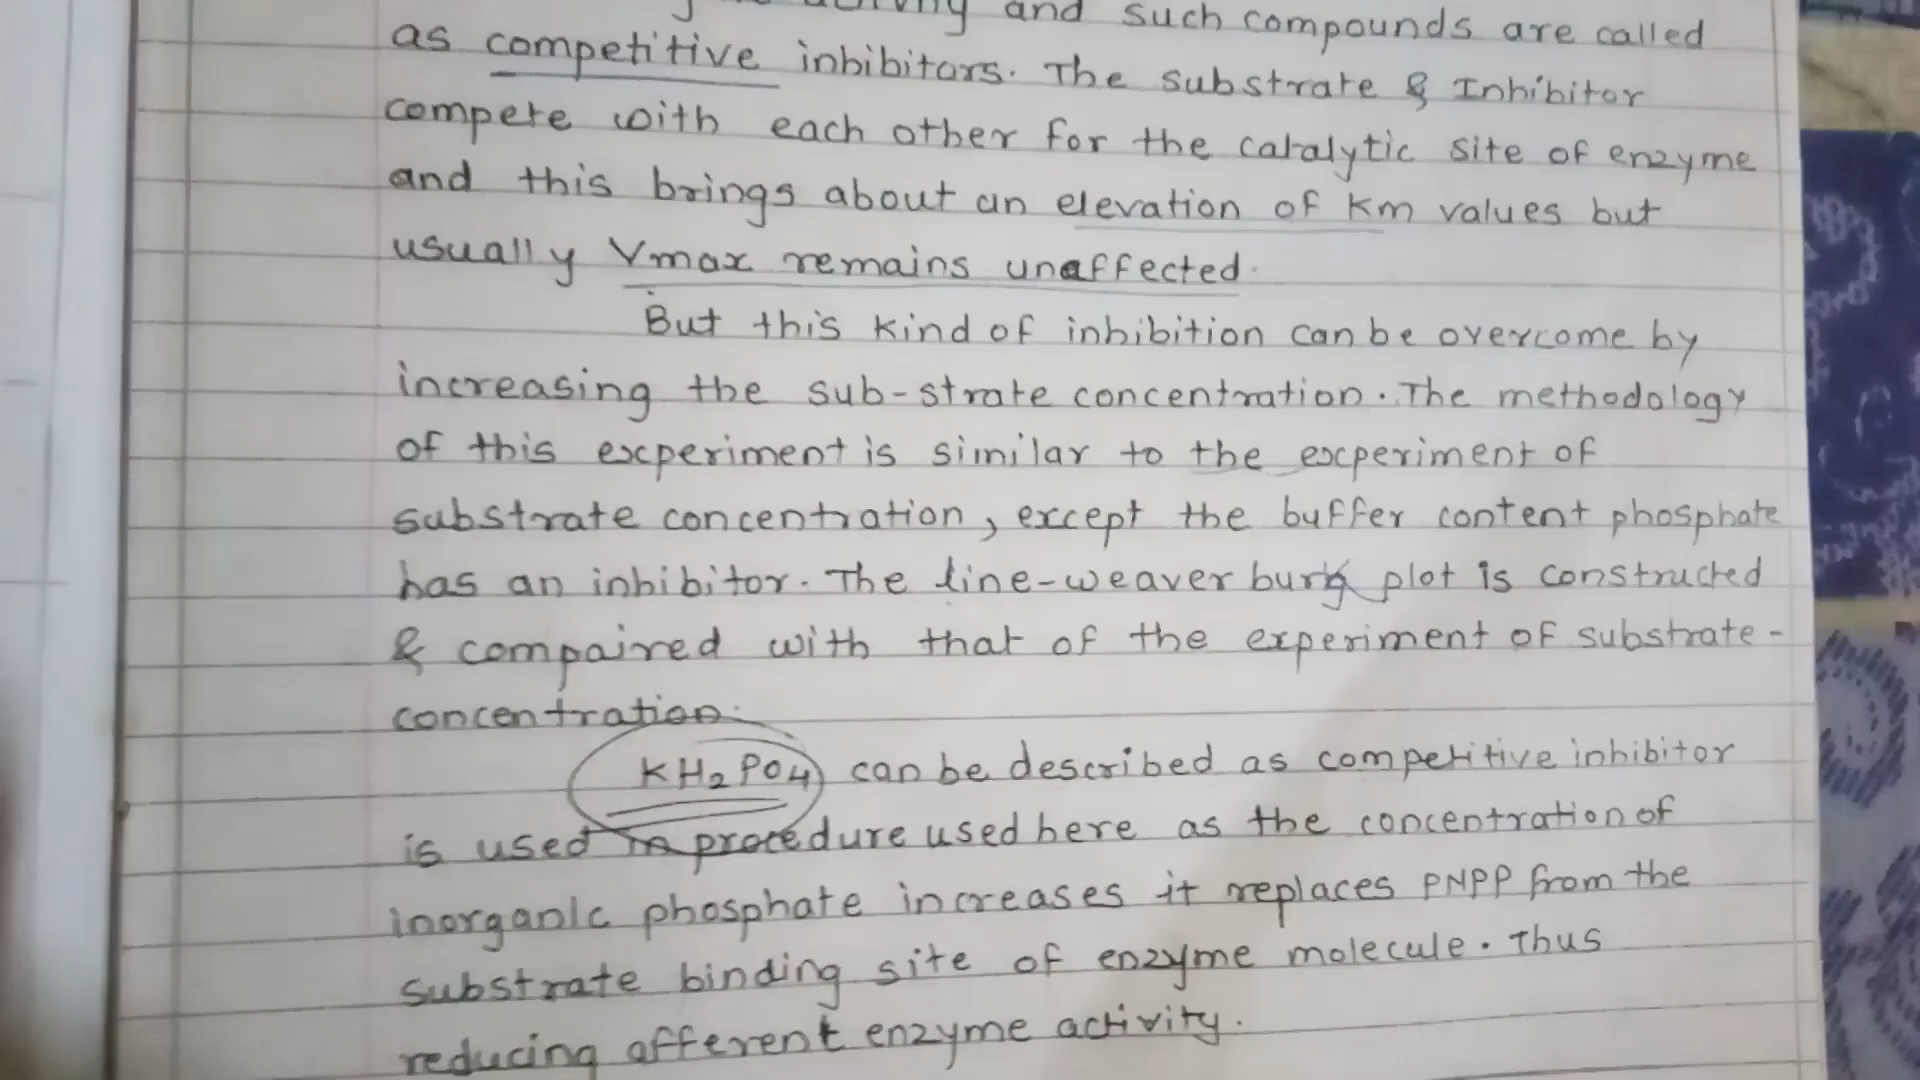 and such compounds are called
as competitive inhibitors. The substrate & Inhibitor
compete with each other for the catalytic site of enzyme
and this brings about an elevation of Km values but
usually Vmax remains unaffected.
But this kind of inhibition can be overcome by
increasing the sub-strate concentration. The methodology
of this experiment is similar to the experiment of
substrate concentration, except the buffer content phosphate
has an inhibitor. The line-weaver burk plot is constructed
& compaired with that of the experiment of substrate-
concentration.
KH2PO4 can be described as competitive inhibitor
is used in procedure used here as the concentration of
inorganic phosphate increases it replaces PNPP from the
substrate binding site of enzyme molecule. Thus
reducing afferent enzyme activity.